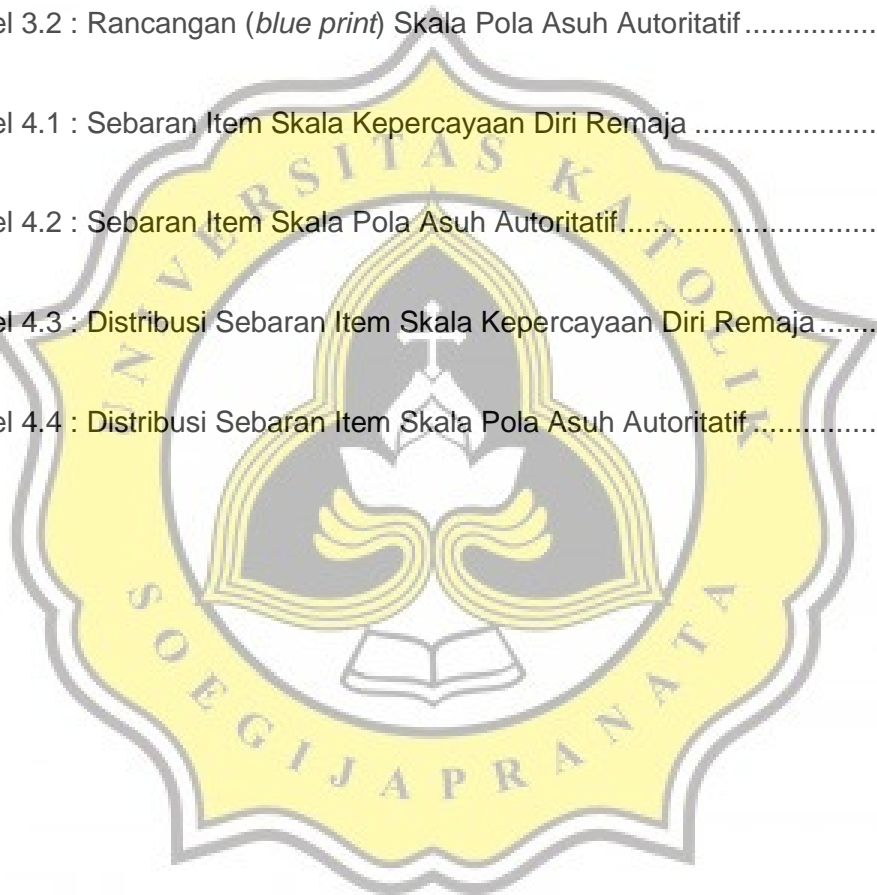 el 3.2 : Rancangan (blue print) Skala Pola Asuh Autoritatif................
el 4.1 : Sebaran Item Skala Kepercayaan Diri Remaja ......................
el 4.2 : Sebaran Item Skala Pola Asuh Autoritatif...............................
el 4.3 : Distribusi Sebaran Item Skala Kepercayaan Diri Remaja.......
el 4.4 : Distribusi Sebaran Item Skala Pola Asuh Autoritatif...............
UNIVERSITAS KATOLIK
SOEGIJAPRANATA